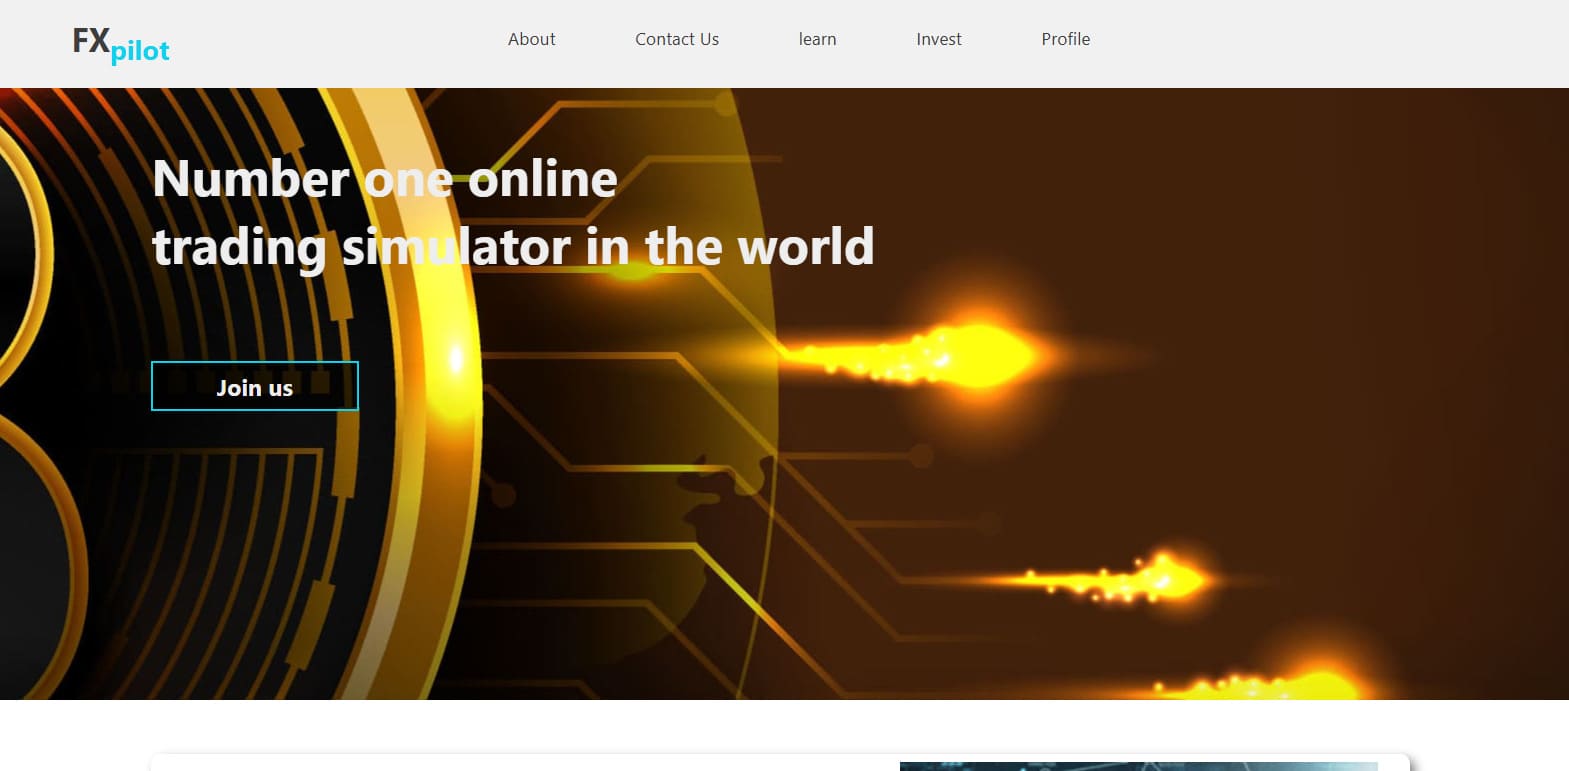 FXpilot
About
Contact Us
learn
Invest
Profile
Number one online
trading simulator in the world
Join us